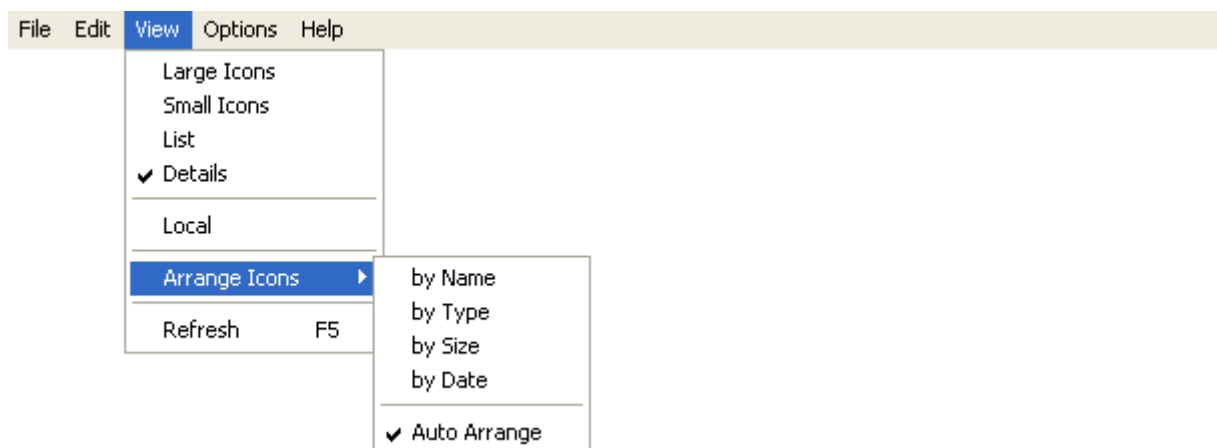 File Edit View Options Help
Large Icons
Small Icons
List
Details
Local
Arrange Icons
Refresh F5
by Name
by Type
by Size
by Date
Auto Arrange